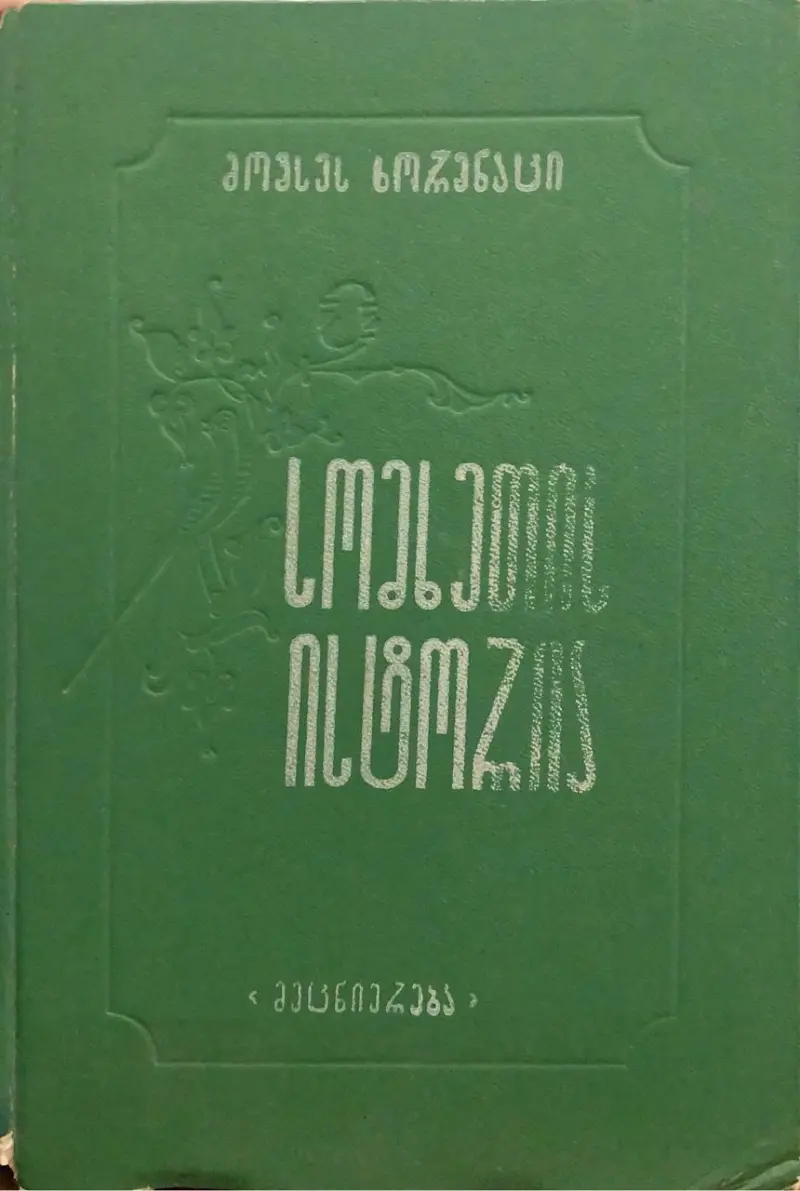 მოვსეს ხორენაცი
სომხეთის
ისტორია
‹ მეცნიერება ›